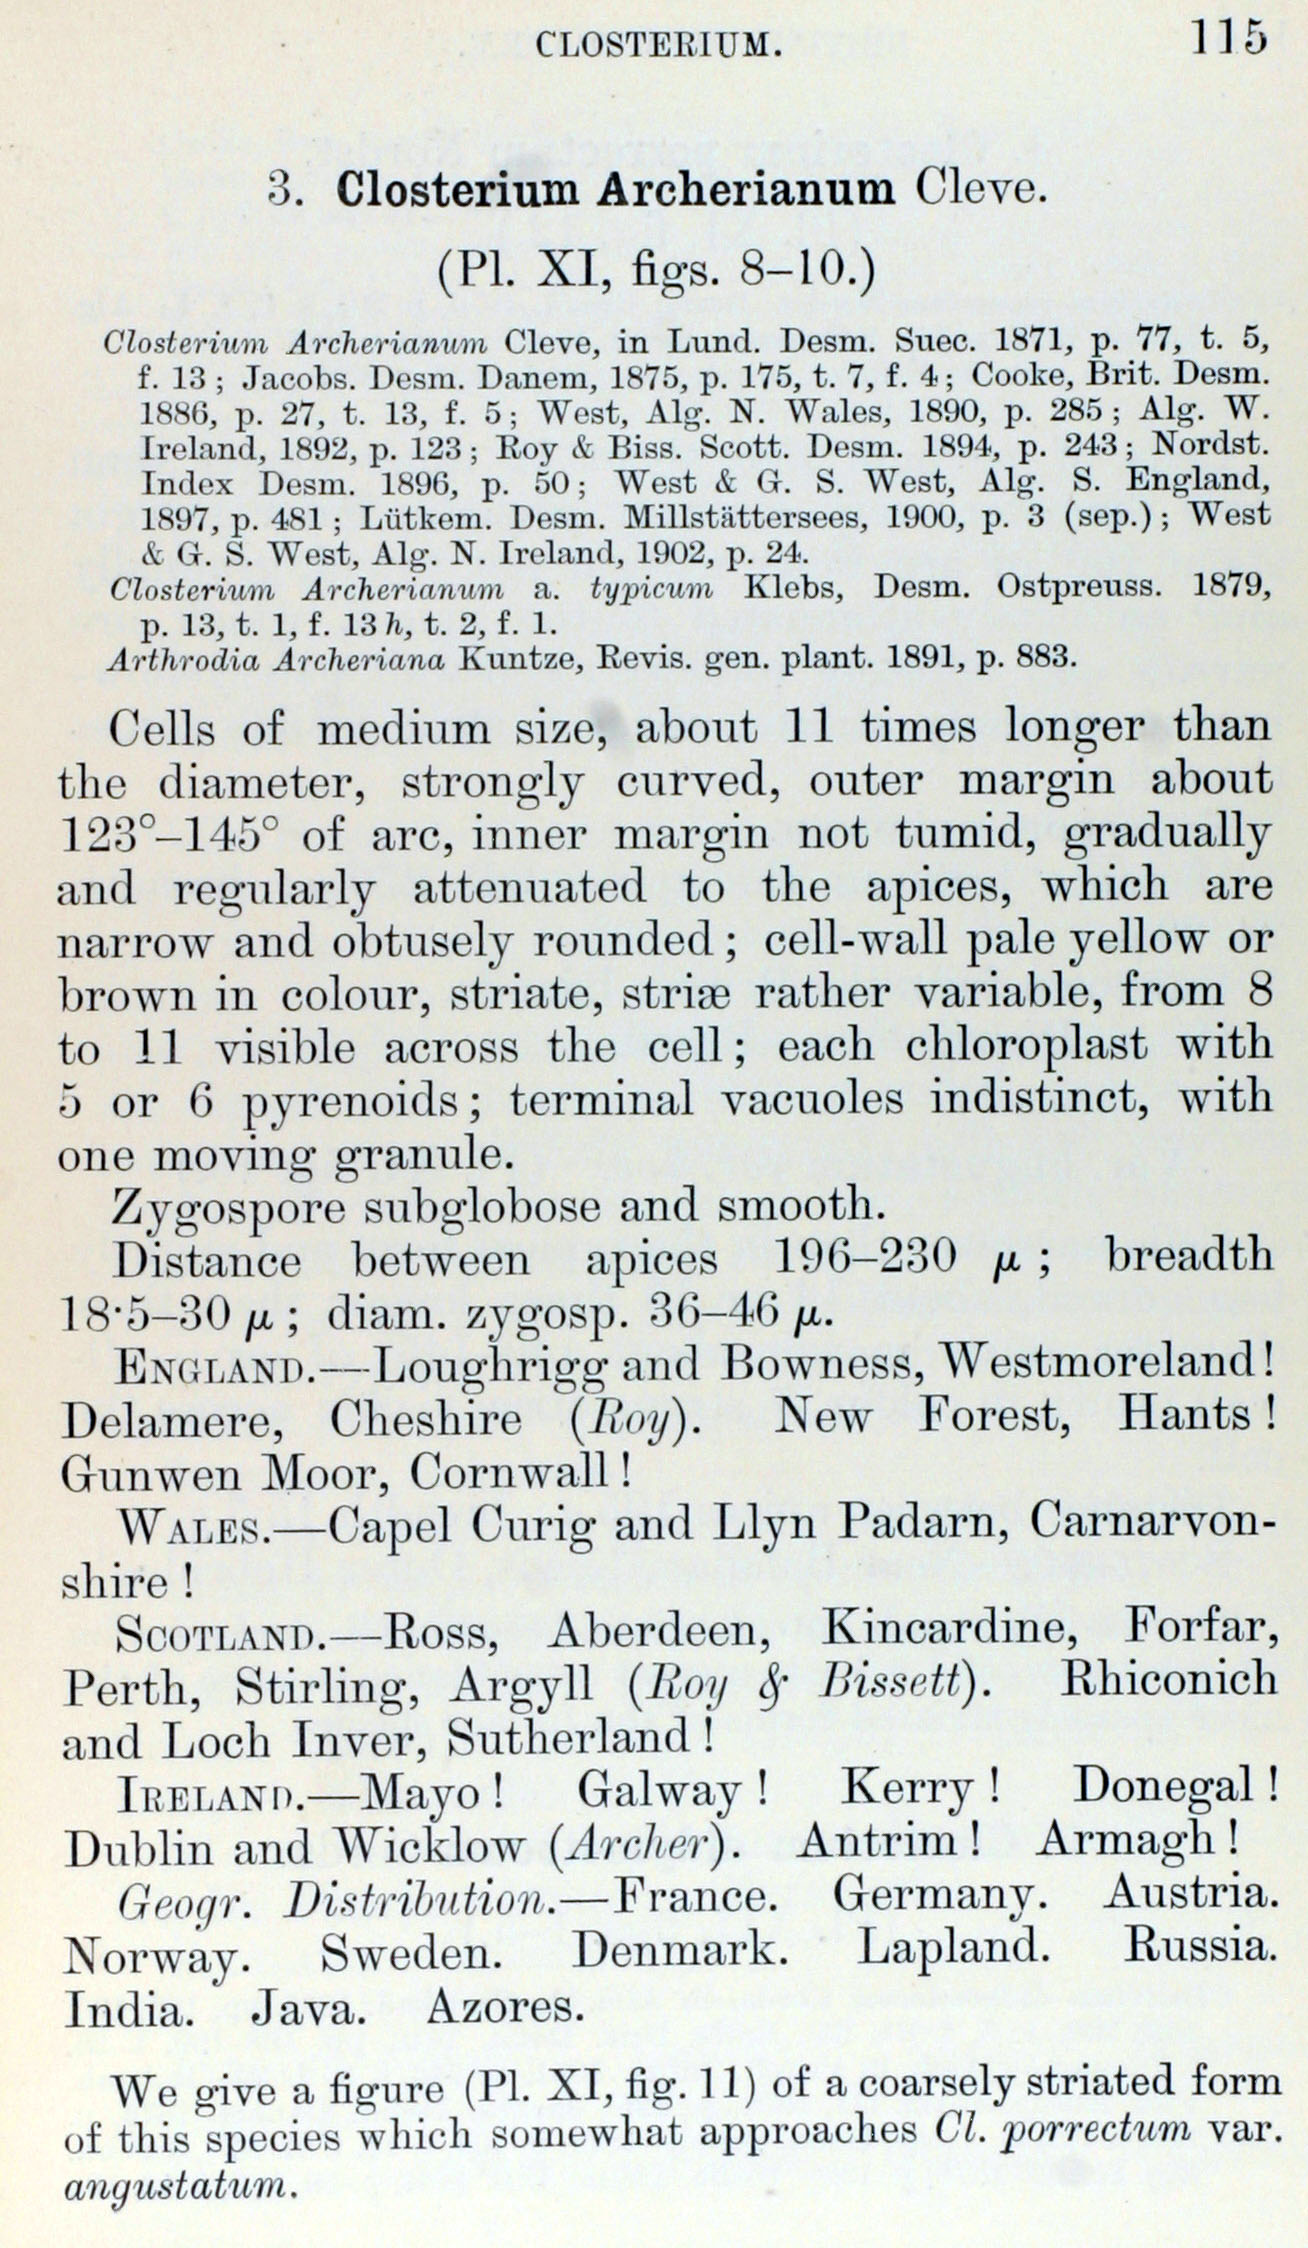 CLOSTERIUM. 115
3. Closterium Archerianum Cleve.
(Pl. XI, figs. 8–10.)
Closterium Archerianum Cleve, in Lund. Desm. Suec. 1871, p. 77, t. 5,
f. 13 ; Jacobs. Desm. Danem, 1875, p. 175, t. 7, f. 4 ; Cooke, Brit. Desm.
1886, p. 27, t. 13, f. 5 ; West, Alg. N. Wales, 1890, p. 285 ; Alg. W.
Ireland, 1892, p. 123 ; Roy & Biss. Scott. Desm. 1894, p. 243 ; Nordst.
Index Desm. 1896, p. 50 ; West & G. S. West, Alg. S. England,
1897, p. 481 ; Lütkem. Desm. Millstättersees, 1900, p. 3 (sep.) ; West
& G. S. West, Alg. N. Ireland, 1902, p. 24.
Closterium Archerianum a. typicum Klebs, Desm. Ostpreuss. 1879,
p. 13, t. 1, f. 13 h, t. 2, f. 1.
Arthrodia Archeriana Kuntze, Revis. gen. plant. 1891, p. 883.
Cells of medium size, about 11 times longer than
the diameter, strongly curved, outer margin about
123°–145° of arc, inner margin not tumid, gradually
and regularly attenuated to the apices, which are
narrow and obtusely rounded ; cell-wall pale yellow or
brown in colour, striate, striæ rather variable, from 8
to 11 visible across the cell ; each chloroplast with
5 or 6 pyrenoids ; terminal vacuoles indistinct, with
one moving granule.
Zygospore subglobose and smooth.
Distance between apices 196–230 μ ; breadth
18·5–30 μ ; diam. zygosp. 36–46 μ.
ENGLAND.—Loughrigg and Bowness, Westmoreland !
Delamere, Cheshire (Roy). New Forest, Hants !
Gunwen Moor, Cornwall !
WALES.—Capel Curig and Llyn Padarn, Carnarvon-
shire !
SCOTLAND.—Ross, Aberdeen, Kincardine, Forfar,
Perth, Stirling, Argyll (Roy & Bissett). Rhiconich
and Loch Inver, Sutherland !
IRELAND.—Mayo ! Galway ! Kerry ! Donegal !
Dublin and Wicklow (Archer). Antrim ! Armagh !
Geogr. Distribution.—France. Germany. Austria.
Norway. Sweden. Denmark. Lapland. Russia.
India. Java. Azores.
We give a figure (Pl. XI, fig. 11) of a coarsely striated form
of this species which somewhat approaches Cl. porrectum var.
angustatum.